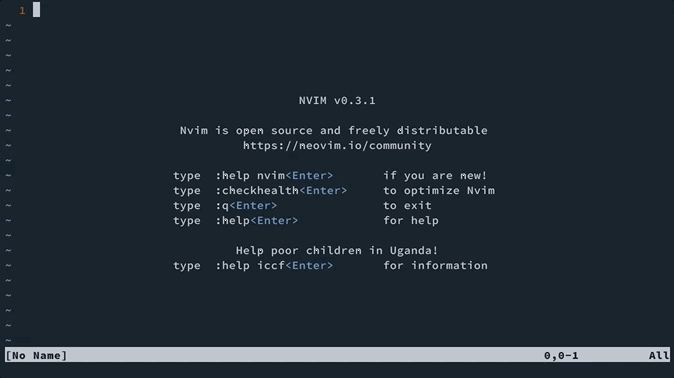 1
~
~
~
~
~
NVIM v0.3.1
~
~
Nvim is open source and freely distributable
~
https://neovim.io/community
~
~
type :help nvim<Enter> if you are new!
~
type :checkhealth<Enter> to optimize Nvim
~
type :q<Enter> to exit
~
type :help<Enter> for help
~
~
Help poor children in Uganda!
~
type :help iccf<Enter> for information
~
~
~
~
~
[No Name] 0,0-1 All